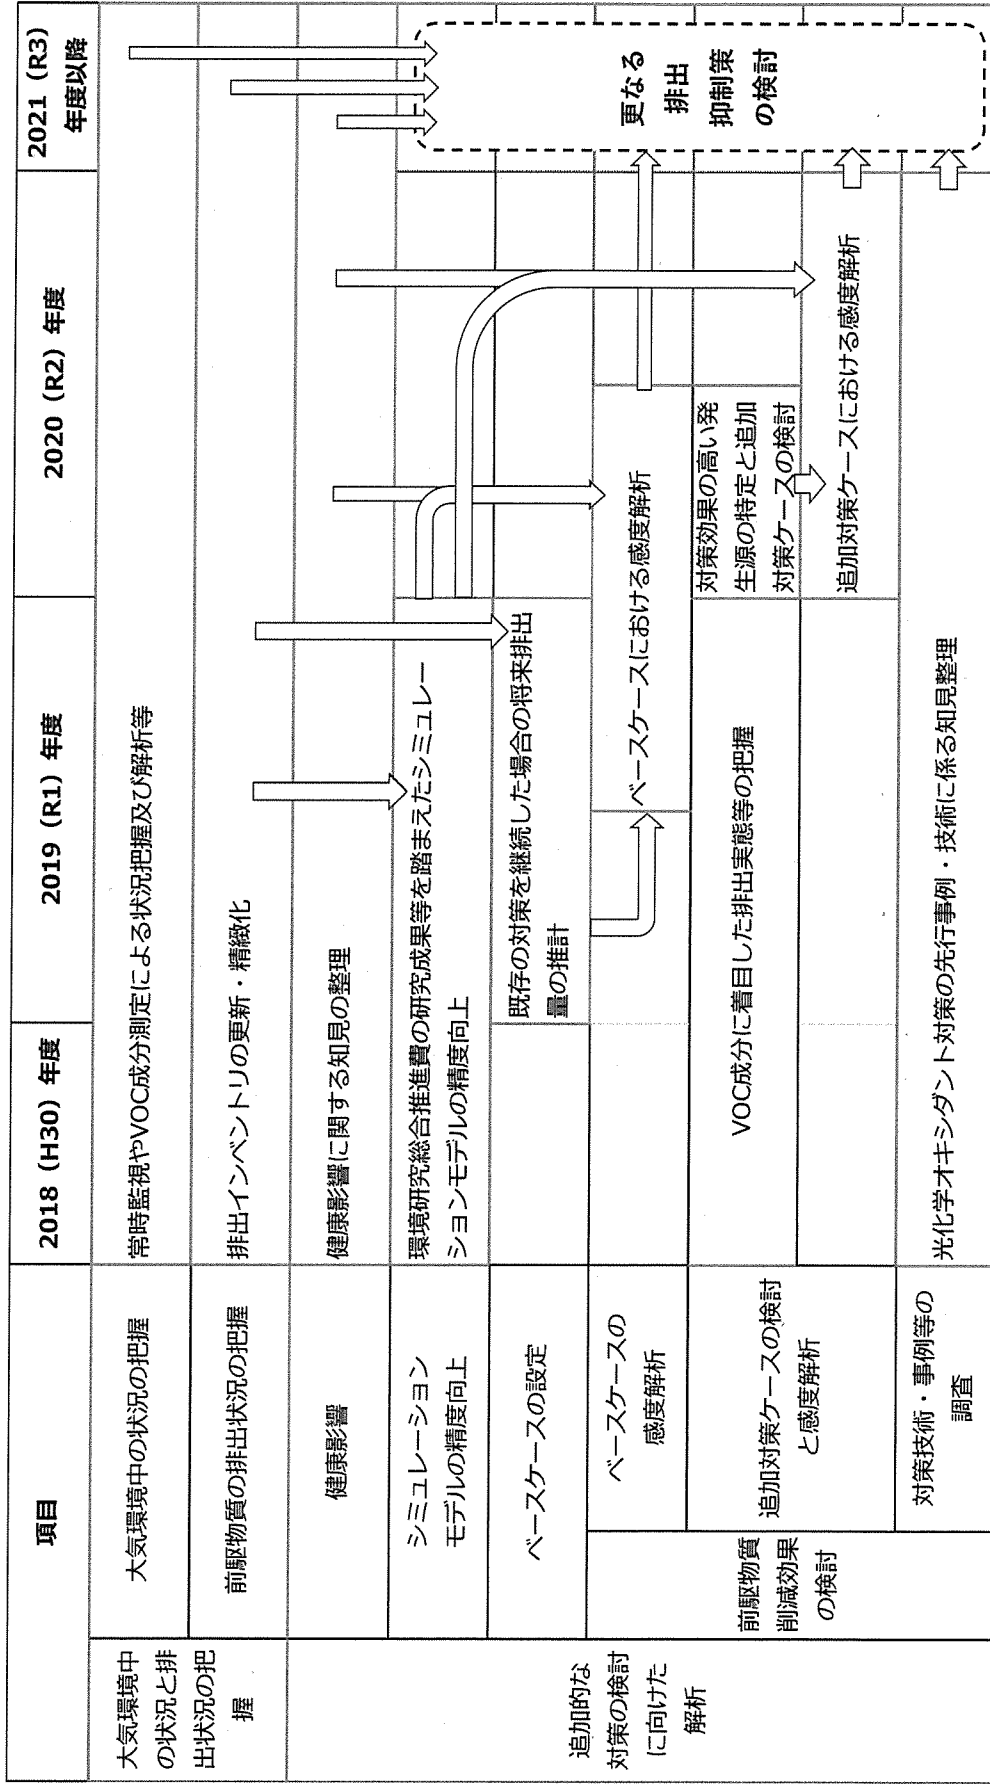 項目
2018（H30）年度
2019（R1）年度
2020（R2）年度
2021（R3）
年度以降
大気環境中
の状況と排
出状況の把
握
大気環境中の状況の把握
常時監視やVOC成分測定による状況把握及び解析等
前駆物質の排出状況の把握
排出インベントリの更新・精緻化
追加的な
対策の検討
に向けた
解析
健康影響
健康影響に関する知見の整理
シミュレーション
モデルの精度向上
環境研究総合推進費の研究成果等を踏まえたシミュレー
ションモデルの精度向上
ベースケースの設定
既存の対策を継続した場合の将来排出
量の推計
前駆物質
削減効果
の検討
ベースケースの
感度解析
ベースケースにおける感度解析
追加対策ケースの検討
と感度解析
VOC成分に着目した排出実態等の把握
対策効果の高い発
生源の特定と追加
対策ケースの検討
追加対策ケースにおける感度解析
対策技術・事例等の
調査
光化学オキシダント対策の先行事例・技術に係る知見整理
更なる
排出
抑制策
の検討